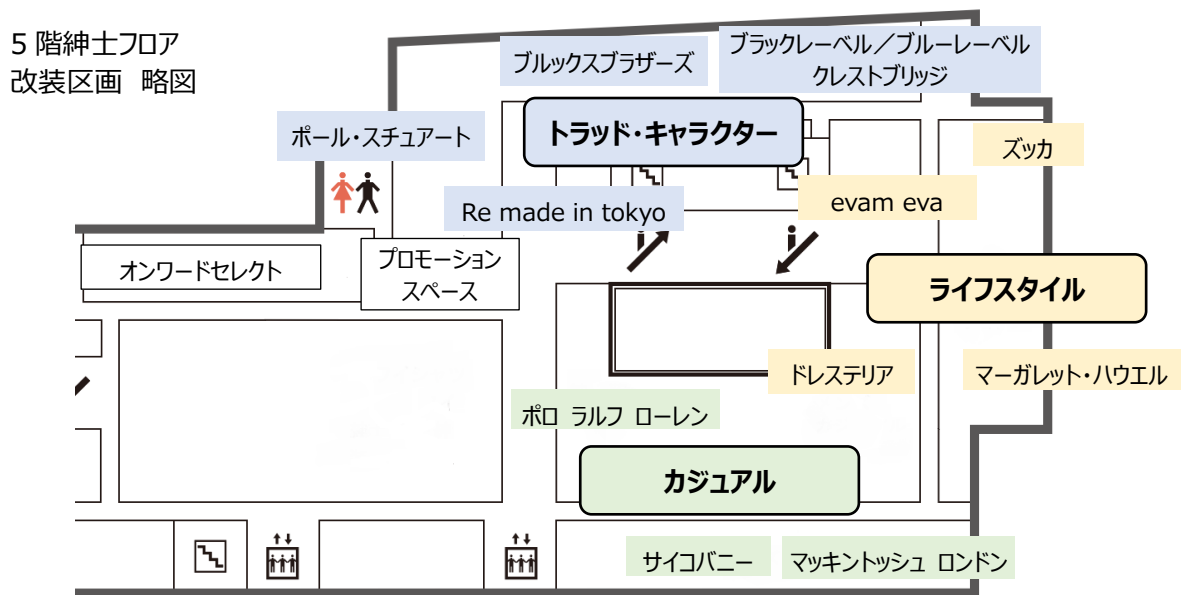 5 階紳士フロア
改装区画 略図
ブルックスブラザーズ
ブラックレーベル／ブルーレーベル
クレストブリッジ
トラッド・キャラクター
ポール・スチュアート
ズッカ
Re made in tokyo
evam eva
オンワードセレクト
プロモーション
スペース
ライフスタイル
ドレステリア
マーガレット・ハウエル
ポロ ラルフ ローレン
カジュアル
サイコバニー
マッキントッシュ ロンドン